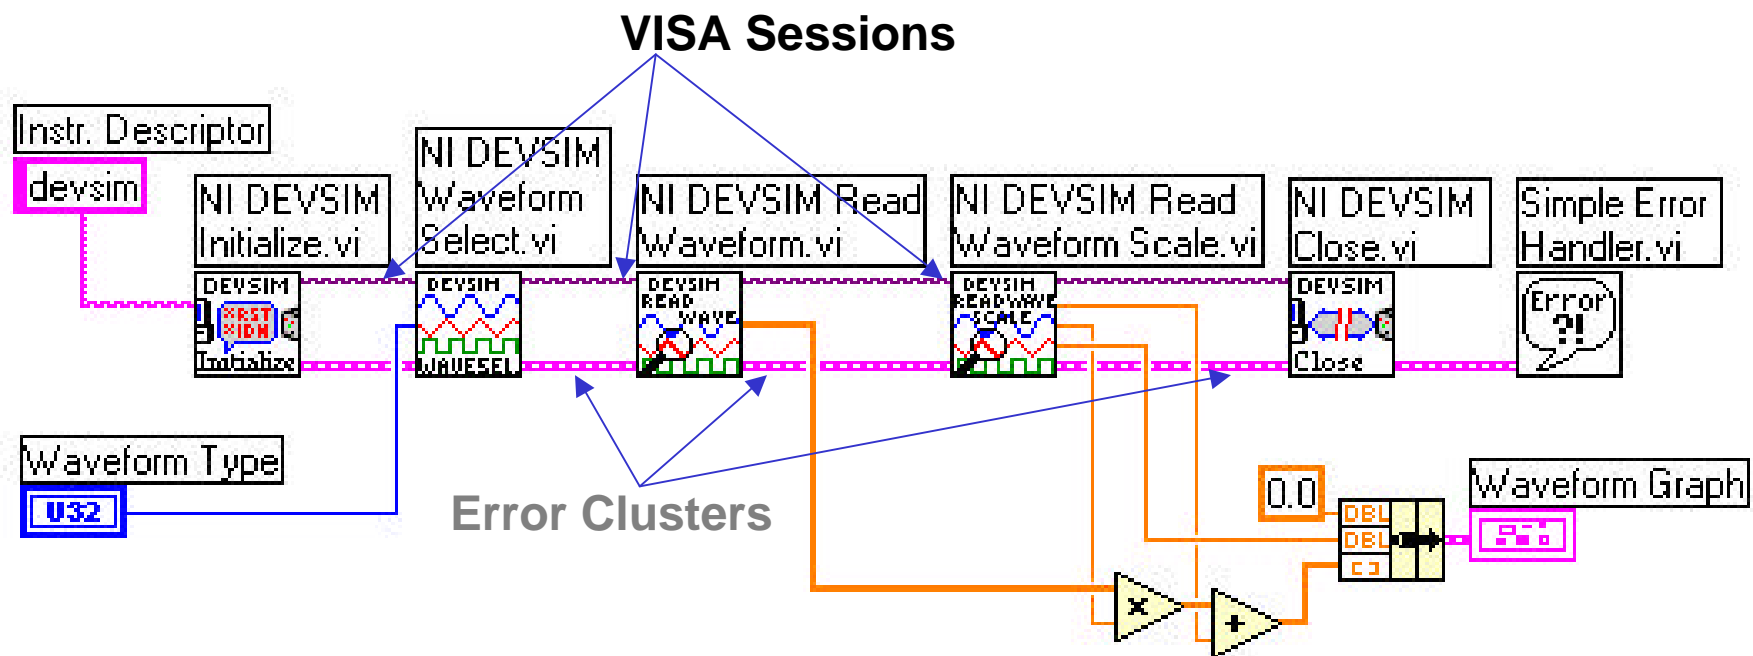 VISA Sessions
Instr. Descriptor
devsim
NI DEVSIM
Initialize.vi
NI DEVSIM
Waveform
Select.vi
NI DEVSIM Read
Waveform.vi
NI DEVSIM Read
Waveform Scale.vi
NI DEVSIM
Close.vi
Simple Error
Handler.vi
DEVSIM
XRST
XIDN
Initialize
DEVSIM
WAVESEL
DEVSIM
READ
WAVE
DEVSIM
READWAVE
SCALE
DEVSIM
Close
Error
?!
Waveform Type
U32
Error Clusters
0.0
DBL
DBL
[ ]
Waveform Graph
x
+